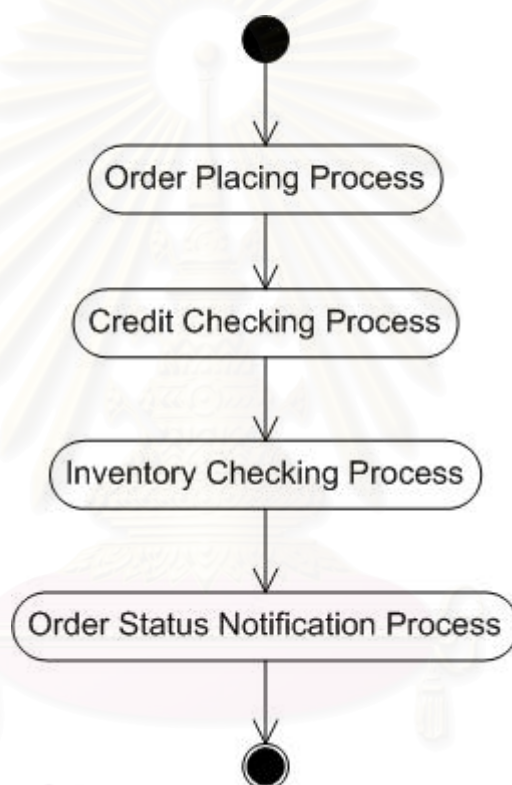 Order Placing Process
Credit Checking Process
Inventory Checking Process
Order Status Notification Process